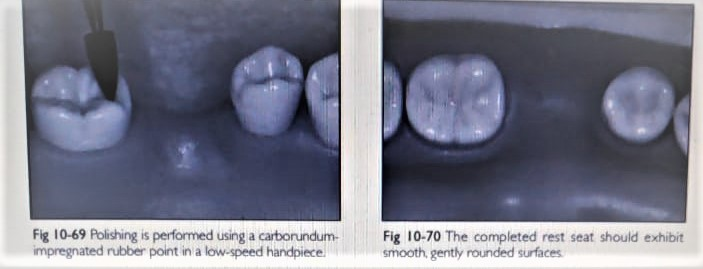 Fig 10-69 Polishing is performed using a carborundum-
impregnated rubber point in a low-speed handpiece.
Fig 10-70 The completed rest seat should exhibit
smooth, gently rounded surfaces.